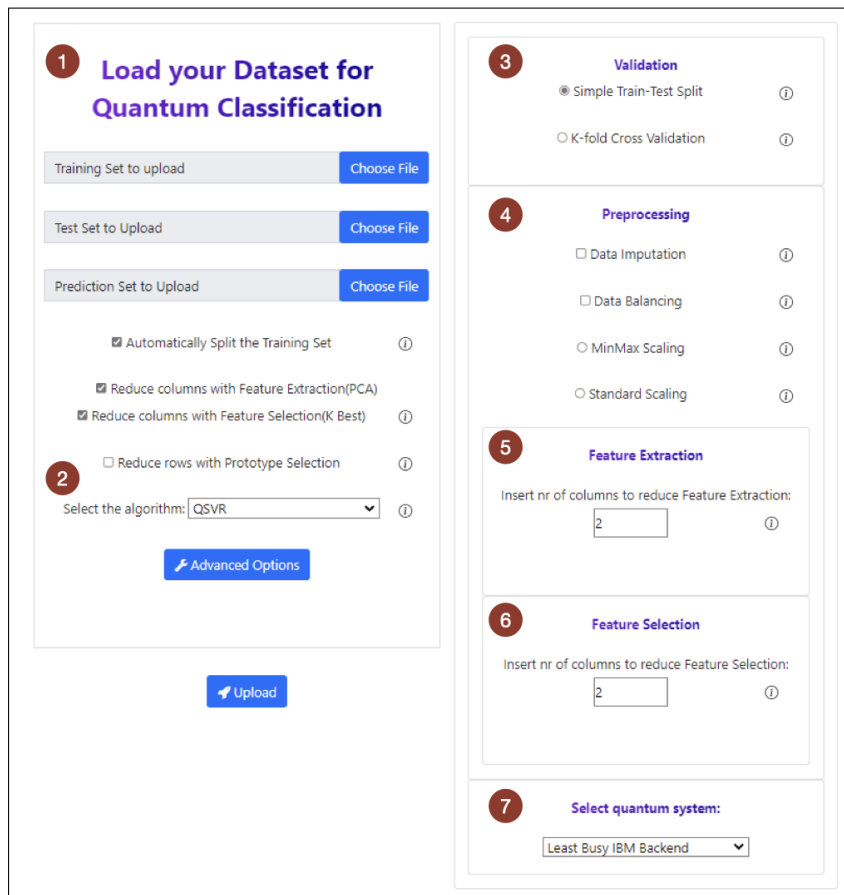 1
Load your Dataset for
Quantum Classification
Training Set to upload Choose File
Test Set to Upload Choose File
Prediction Set to Upload Choose File
Automatically Split the Training Set
Reduce columns with Feature Extraction(PCA)
Reduce columns with Feature Selection(K Best)
Reduce rows with Prototype Selection
2
Select the algorithm: QSVR
Advanced Options
Upload
3
Validation
Simple Train-Test Split
K-fold Cross Validation
4
Preprocessing
Data Imputation
Data Balancing
MinMax Scaling
Standard Scaling
5
Feature Extraction
Insert nr of columns to reduce Feature Extraction:
2
6
Feature Selection
Insert nr of columns to reduce Feature Selection:
2
7
Select quantum system:
Least Busy IBM Backend